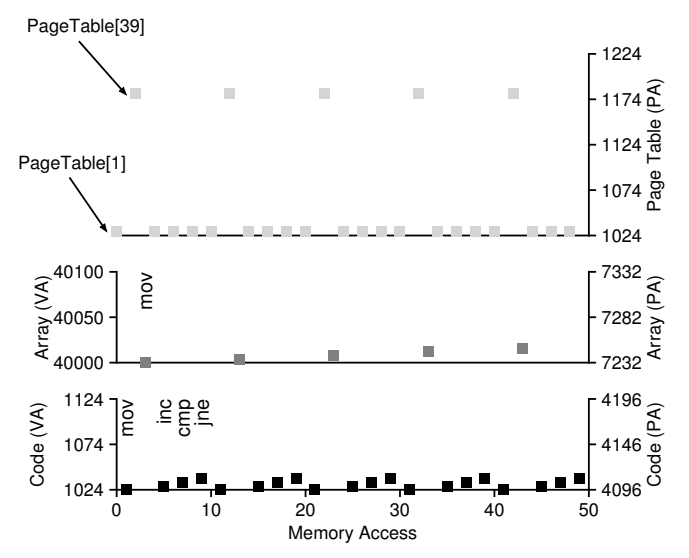 PageTable[39]
PageTable[1]
1224
1174
1124
1074
1024
Page Table (PA)
40100
40050
40000
Array (VA)
mov
7332
7282
7232
Array (PA)
1124
1074
1024
Code (VA)
mov
inc
cmp
jne
4196
4146
4096
Code (PA)
0 10 20 30 40 50
Memory Access